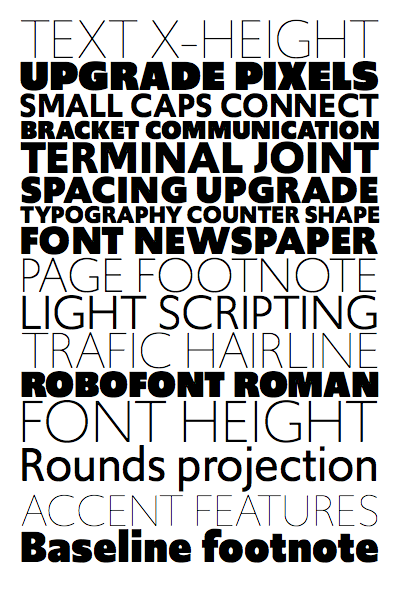 TEXT X-HEIGHT
UPGRADE PIXELS
SMALL CAPS CONNECT
BRACKET COMMUNICATION
TERMINAL JOINT
SPACING UPGRADE
TYPOGRAPHY COUNTER SHAPE
FONT NEWSPAPER
PAGE FOOTNOTE
LIGHT SCRIPTING
TRAFIC HAIRLINE
ROBOFONT ROMAN
FONT HEIGHT
Rounds projection
ACCENT FEATURES
Baseline footnote